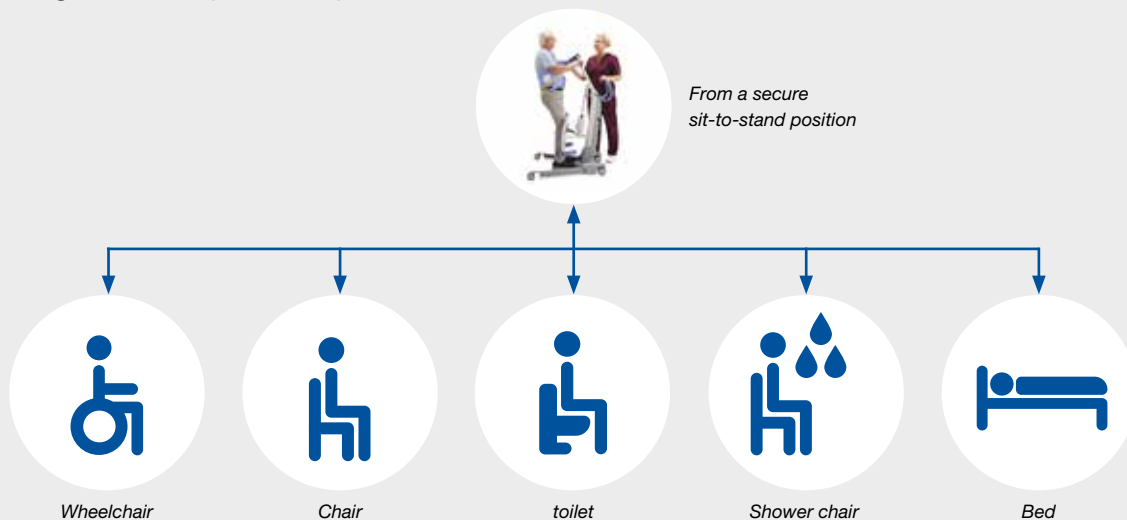 From a secure
sit-to-stand position
Wheelchair
Chair
toilet
Shower chair
Bed